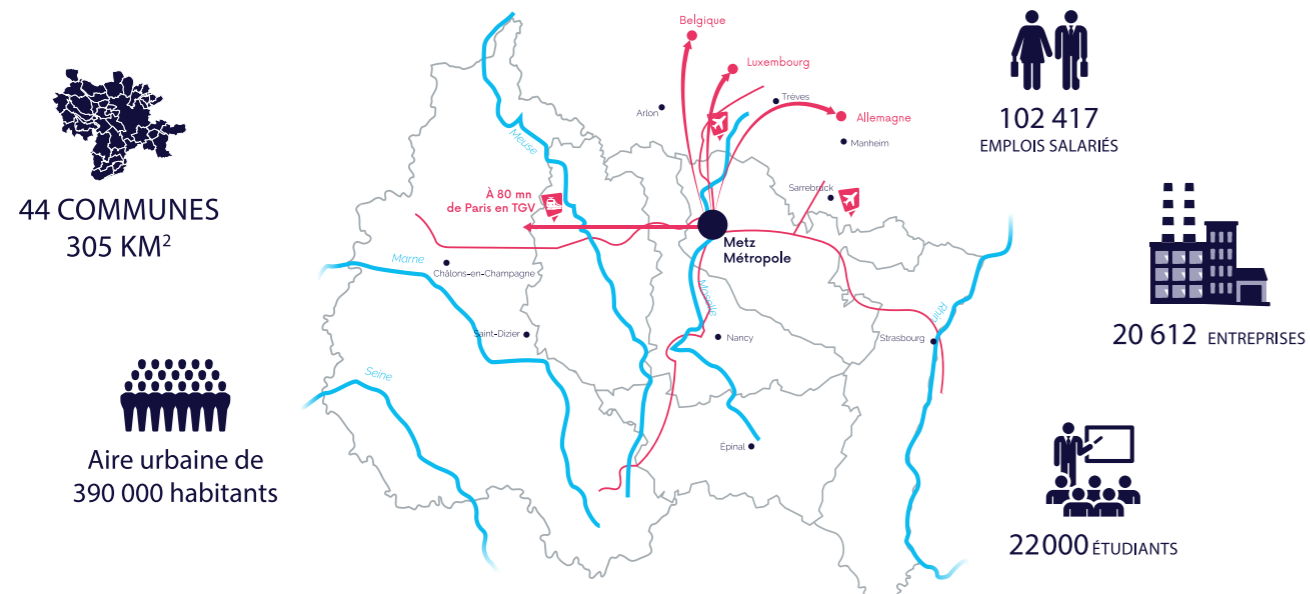 44 COMMUNES
305 KM²
Aire urbaine de
390 000 habitants
Belgique
Luxembourg
Trèves
Arlon
Allemagne
Manheim
Meuse
Sarrebruck
À 80 mn
de Paris en TGV
Metz
Métropole
Marne
Châlons-en-Champagne
Moselle
Rhin
Saint-Dizier
Nancy
Strasbourg
Seine
Épinal
102 417
EMPLOIS SALARIÉS
20 612 ENTREPRISES
22000 ÉTUDIANTS